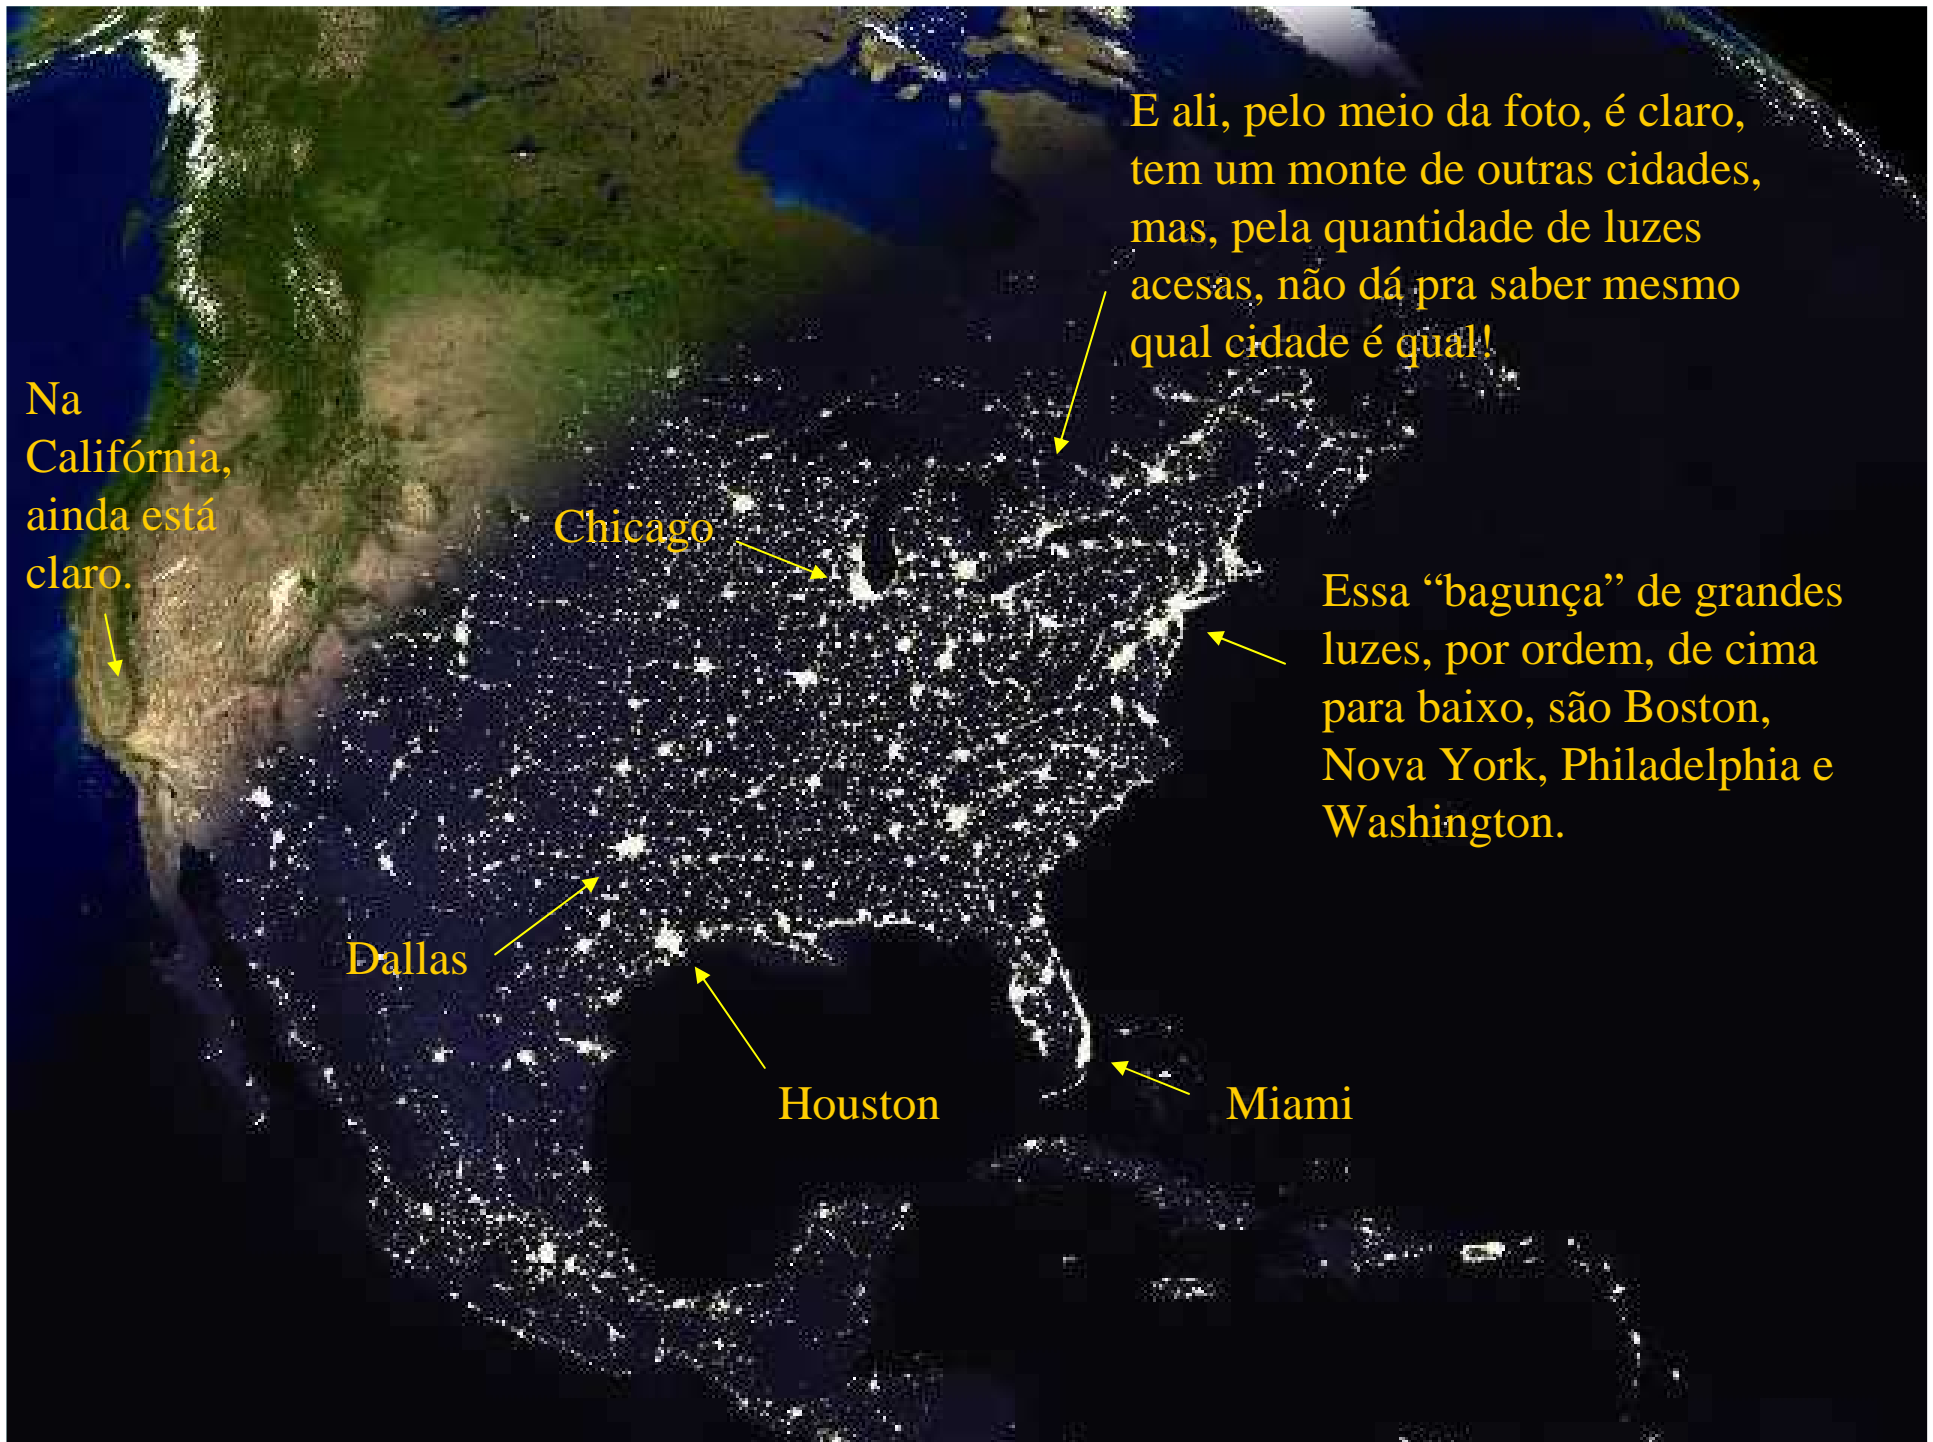 E ali, pelo meio da foto, é claro,
tem um monte de outras cidades,
mas, pela quantidade de luzes
acesas, não dá pra saber mesmo
qual cidade é qual!
Na
Califórnia,
ainda está
claro.
Chicago
Essa “bagunça” de grandes
luzes, por ordem, de cima
para baixo, são Boston,
Nova York, Philadelphia e
Washington.
Dallas
Houston
Miami